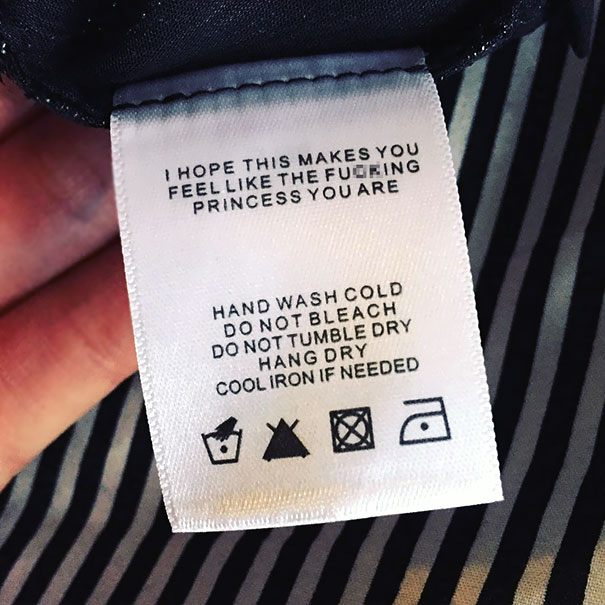 I HOPE THIS MAKES YOU
FEEL LIKE THE FUCKING
PRINCESS YOU ARE
HAND WASH COLD
DO NOT BLEACH
DO NOT TUMBLE DRY
HANG DRY
COOL IRON IF NEEDED